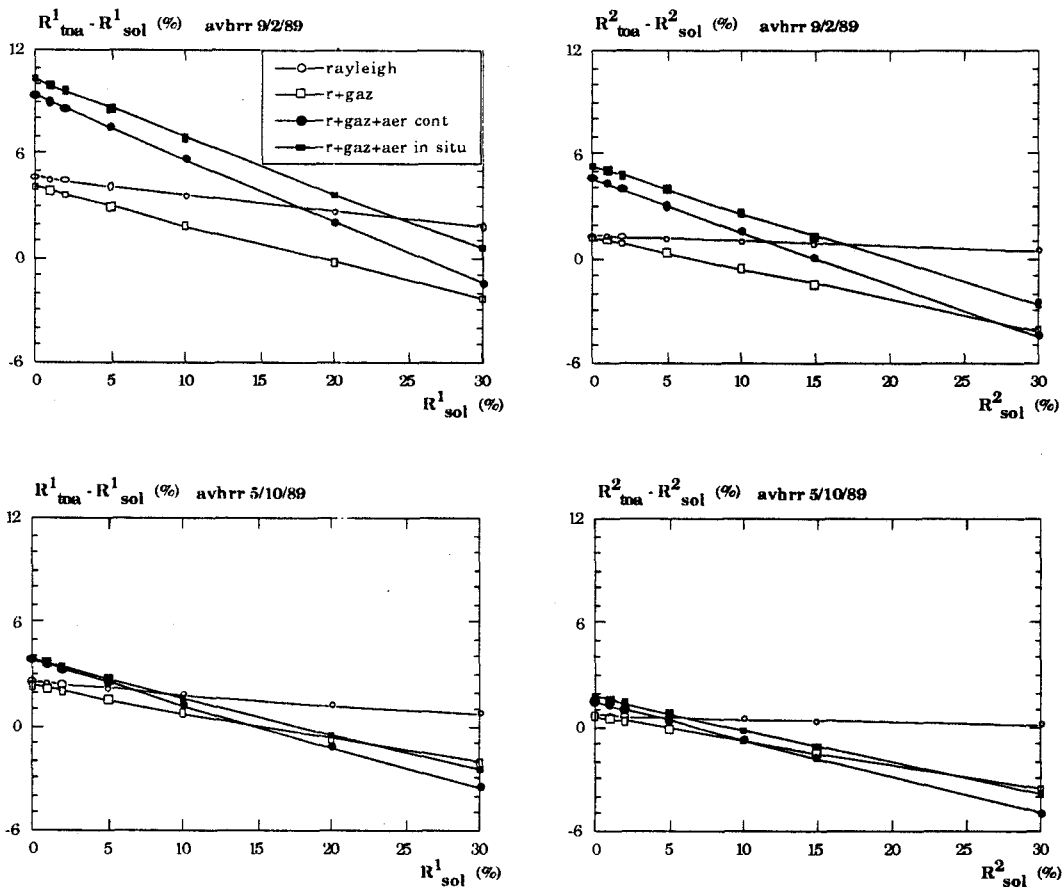 R¹toa - R¹sol (%) avhrr 9/2/89
12
6
0
-6
0 5 10 15 20 25 30
R¹sol (%)
rayleigh
r+gaz
r+gaz+aer cont
r+gaz+aer in situ
R²toa - R²sol (%) avhrr 9/2/89
12
6
0
-6
0 5 10 15 20 25 30
R²sol (%)
R¹toa - R¹sol (%) avhrr 5/10/89
12
6
0
-6
0 5 10 15 20 25 30
R¹sol (%)
R²toa - R²sol (%) avhrr 5/10/89
12
6
0
-6
0 5 10 15 20 25 30
R²sol (%)